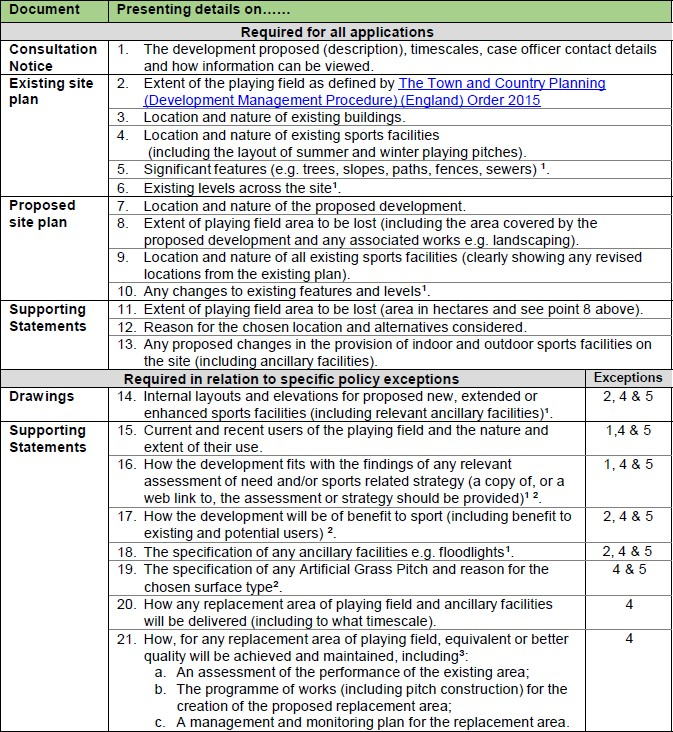 Document Presenting details on……
Required for all applications
Consultation Notice 1. The development proposed (description), timescales, case officer contact details
and how information can be viewed.
Existing site plan 2. Extent of the playing field as defined by The Town and Country Planning
(Development Management Procedure) (England) Order 2015
3. Location and nature of existing buildings.
4. Location and nature of existing sports facilities
(including the layout of summer and winter playing pitches).
5. Significant features (e.g. trees, slopes, paths, fences, sewers) ¹.
6. Existing levels across the site¹.
Proposed site plan 7. Location and nature of the proposed development.
8. Extent of playing field area to be lost (including the area covered by the
proposed development and any associated works e.g. landscaping).
9. Location and nature of all existing sports facilities (clearly showing any revised
locations from the existing plan).
10. Any changes to existing features and levels¹.
Supporting Statements 11. Extent of playing field area to be lost (area in hectares and see point 8 above).
12. Reason for the chosen location and alternatives considered.
13. Any proposed changes in the provision of indoor and outdoor sports facilities on
the site (including ancillary facilities).
Required in relation to specific policy exceptions Exceptions
Drawings 14. Internal layouts and elevations for proposed new, extended or 2, 4 & 5
enhanced sports facilities (including relevant ancillary facilities)¹.
Supporting Statements 15. Current and recent users of the playing field and the nature and 1,4 & 5
extent of their use.
16. How the development fits with the findings of any relevant 1, 4 & 5
assessment of need and/or sports related strategy (a copy of, or a
web link to, the assessment or strategy should be provided)¹ ².
17. How the development will be of benefit to sport (including benefit to 2, 4 & 5
existing and potential users) ².
18. The specification of any ancillary facilities e.g. floodlights¹. 2, 4 & 5
19. The specification of any Artificial Grass Pitch and reason for the 4 & 5
chosen surface type².
20. How any replacement area of playing field and ancillary facilities 4
will be delivered (including to what timescale).
21. How, for any replacement area of playing field, equivalent or better 4
quality will be achieved and maintained, including³:
a. An assessment of the performance of the existing area;
b. The programme of works (including pitch construction) for the
creation of the proposed replacement area;
c. A management and monitoring plan for the replacement area.